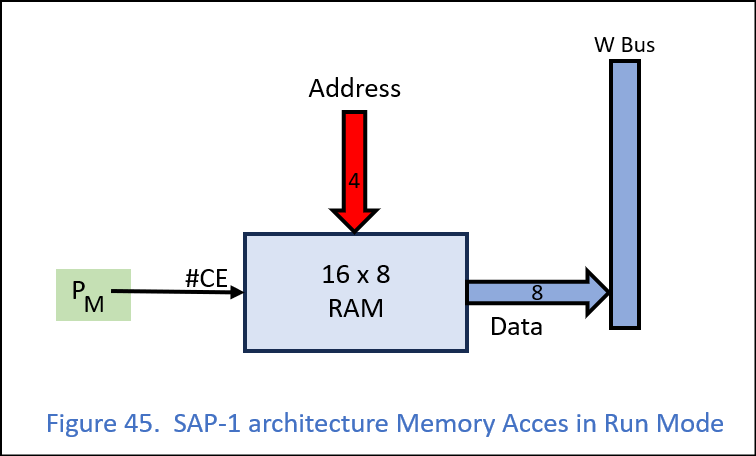 W Bus
Address
4
#CE
16 x 8
RAM
PM
8
Data
Figure 45.  SAP-1 architecture Memory Acces in Run Mode